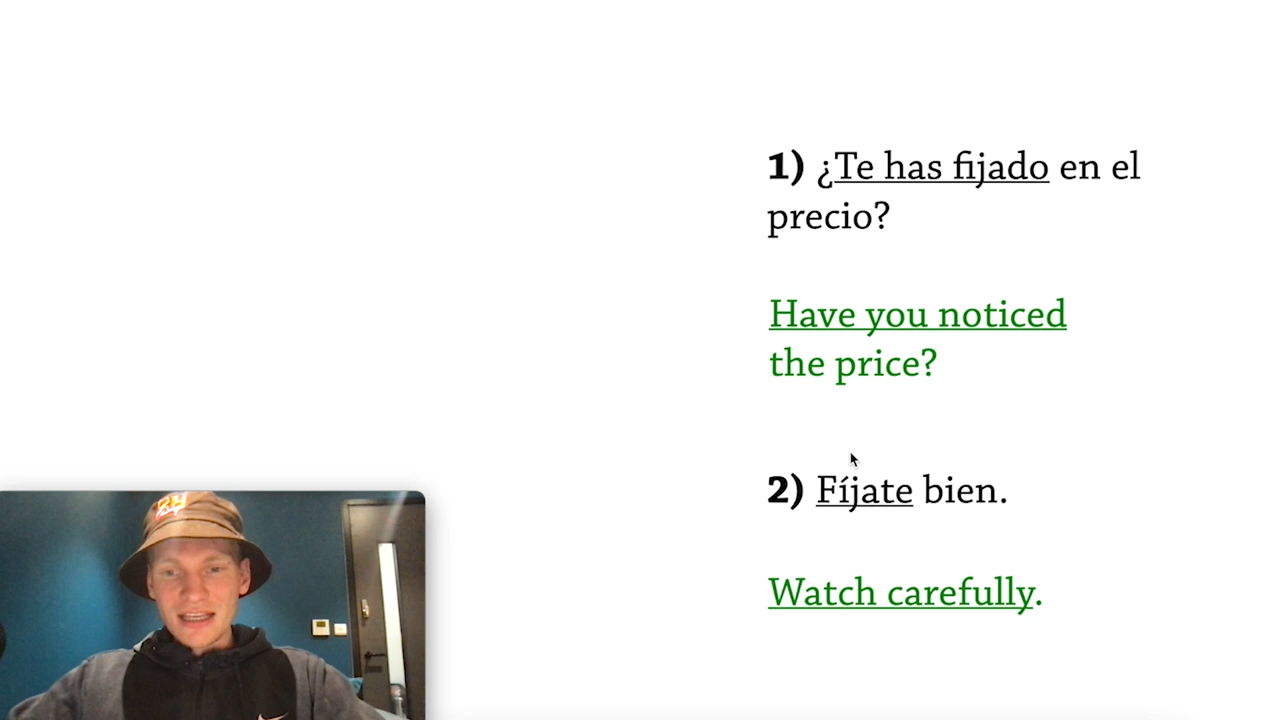 1) ¿Te has fijado en el
precio?
Have you noticed
the price?
2) Fíjate bien.
Watch carefully.